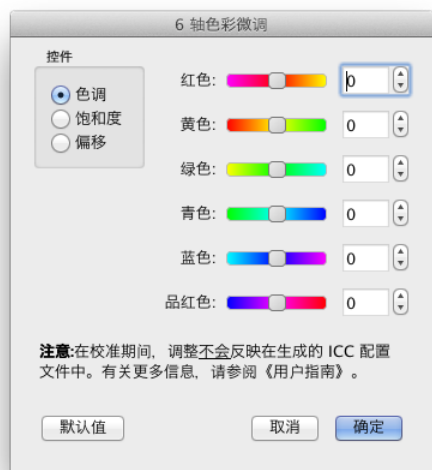 6 轴色彩微调
控件
色调
饱和度
偏移
红色: 0
黄色: 0
绿色: 0
青色: 0
蓝色: 0
品红色: 0
注意:在校准期间，调整不会反映在生成的 ICC 配置
文件中。有关更多信息，请参阅《用户指南》。
默认值 取消 确定